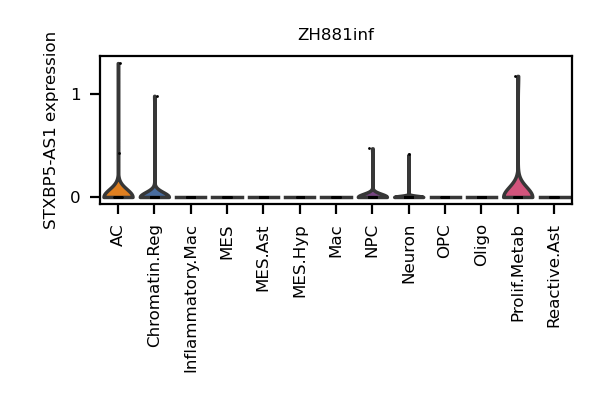 ZH881inf
STXBP5-AS1 expression
1
0
AC
Chromatin.Reg
Inflammatory.Mac
MES
MES.Ast
MES.Hyp
Mac
NPC
Neuron
OPC
Oligo
Prolif.Metab
Reactive.Ast